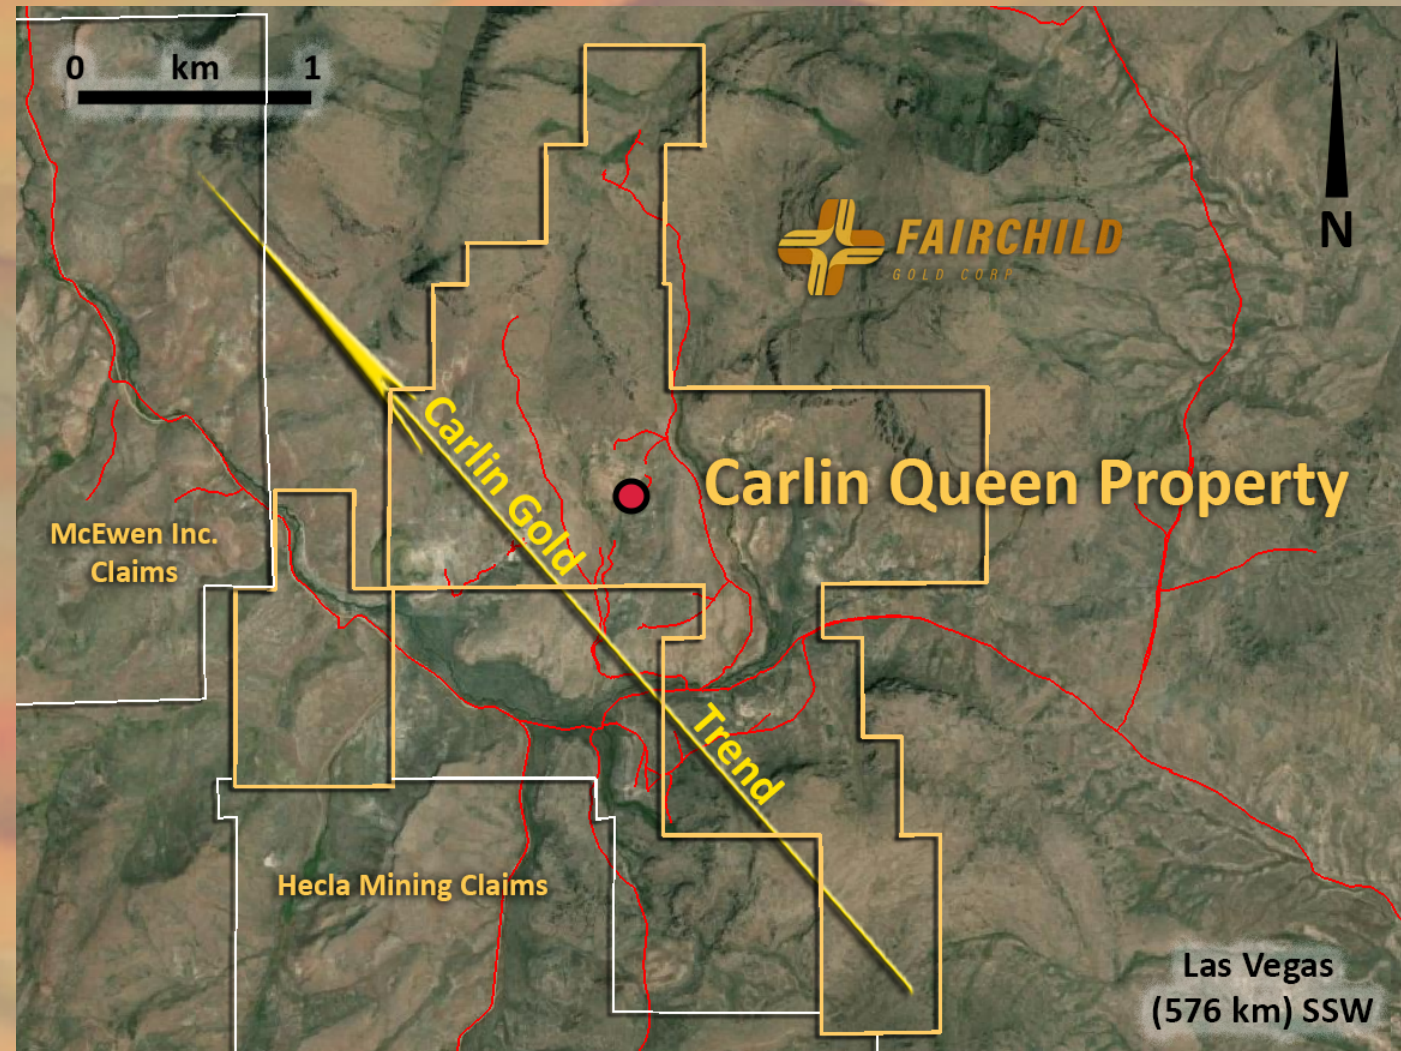 0 km 1
FAIRCHILD
GOLD CORP
N
Carlin Gold Trend
Carlin Queen Property
McEwen Inc.
Claims
Hecla Mining Claims
Las Vegas
(576 km) SSW